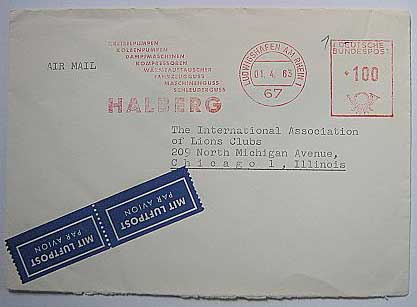 KREISELPUMPEN
KOLBENPUMPEN
DAMPFMASCHINEN
KOMPRESSOREN
WÄRMEAUSTAUSCHER
FAHRZEUGGUSS
MASCHINENGUSS
SCHLEUDERGUSS
HALBERG
AIR MAIL
LUDWIGSHAFEN AM RHEIN 1
01.4.63
67
DEUTSCHE
BUNDESPOST
100
The International Association
of Lions Clubs
209 North Michigan Avenue,
Chicago 1, Illinois
MIT LUFTPOST
PAR AVION
MIT LUFTPOST
PAR AVION